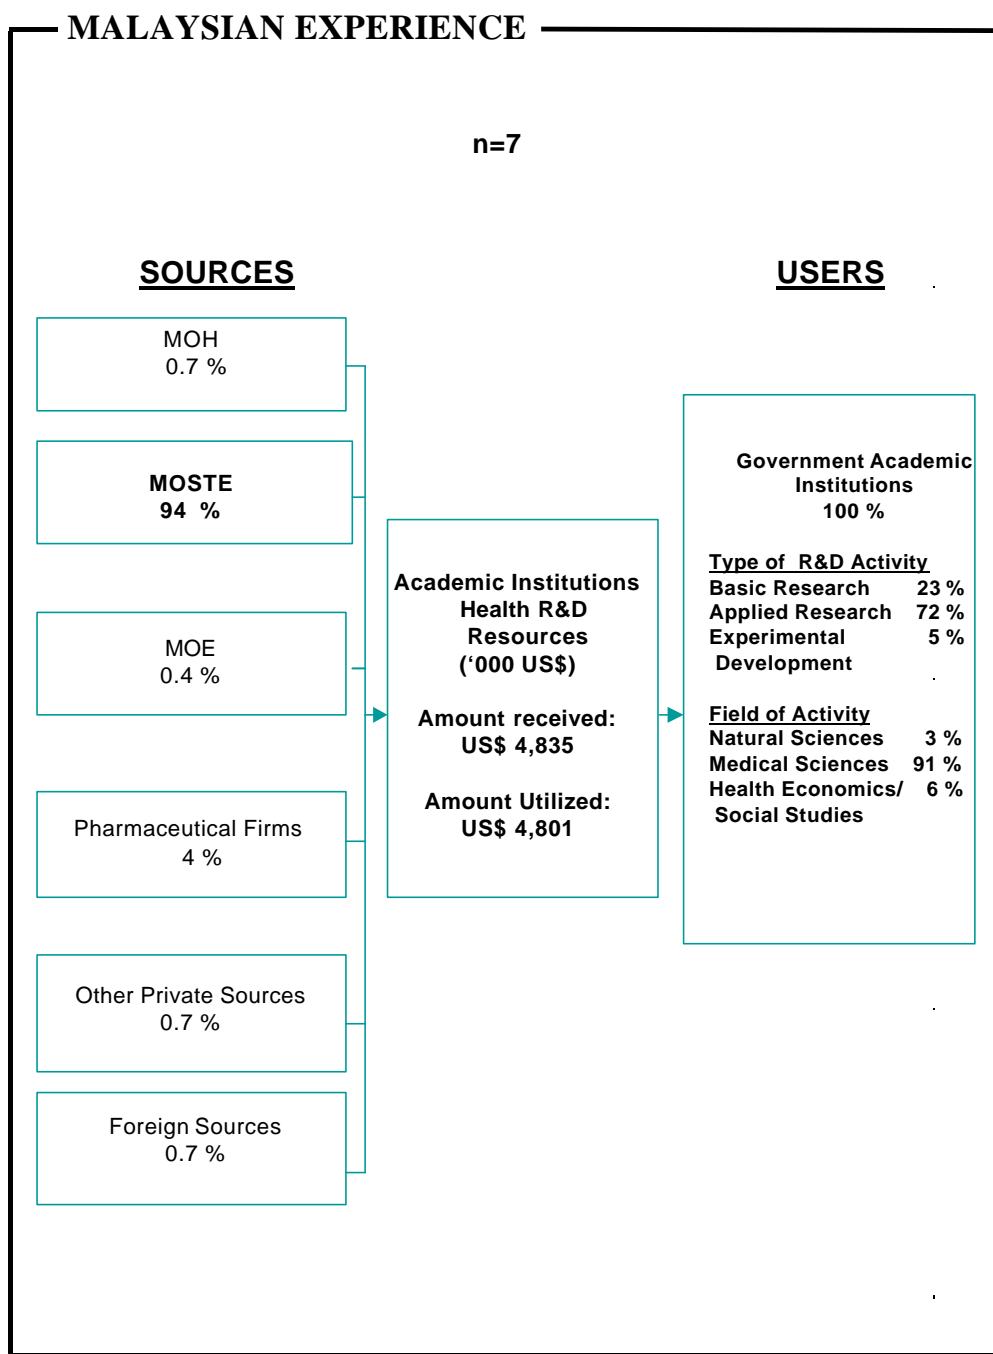 MALAYSIAN EXPERIENCE
n=7
SOURCES
MOH
0.7 %
MOSTE
94 %
MOE
0.4 %
Pharmaceutical Firms
4 %
Other Private Sources
0.7 %
Foreign Sources
0.7 %
Academic Institutions
Health R&D
Resources
(‘000 US$)
Amount received:
US$ 4,835
Amount Utilized:
US$ 4,801
USERS
Government Academic
Institutions
100 %
Type of R&D Activity
Basic Research 23 %
Applied Research 72 %
Experimental 5 %
Development
Field of Activity
Natural Sciences 3 %
Medical Sciences 91 %
Health Economics/ 6 %
Social Studies